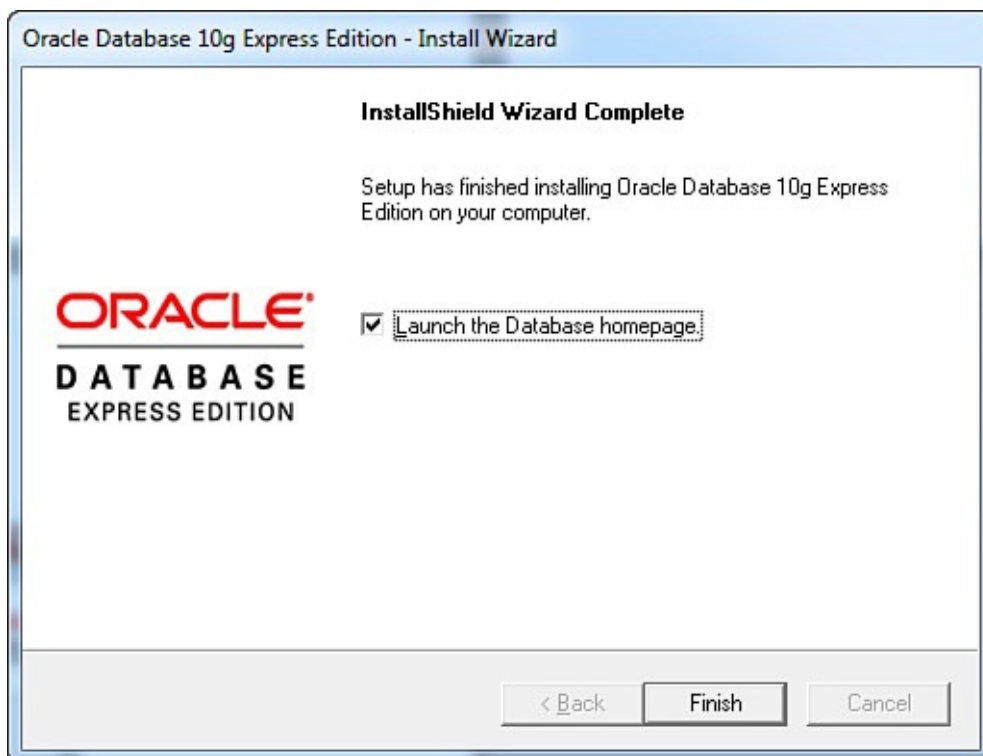 Oracle Database 10g Express Edition - Install Wizard
InstallShield Wizard Complete
Setup has finished installing Oracle Database 10g Express
Edition on your computer.
ORACLE
DATABASE
EXPRESS EDITION
Launch the Database homepage.
< Back
Finish
Cancel